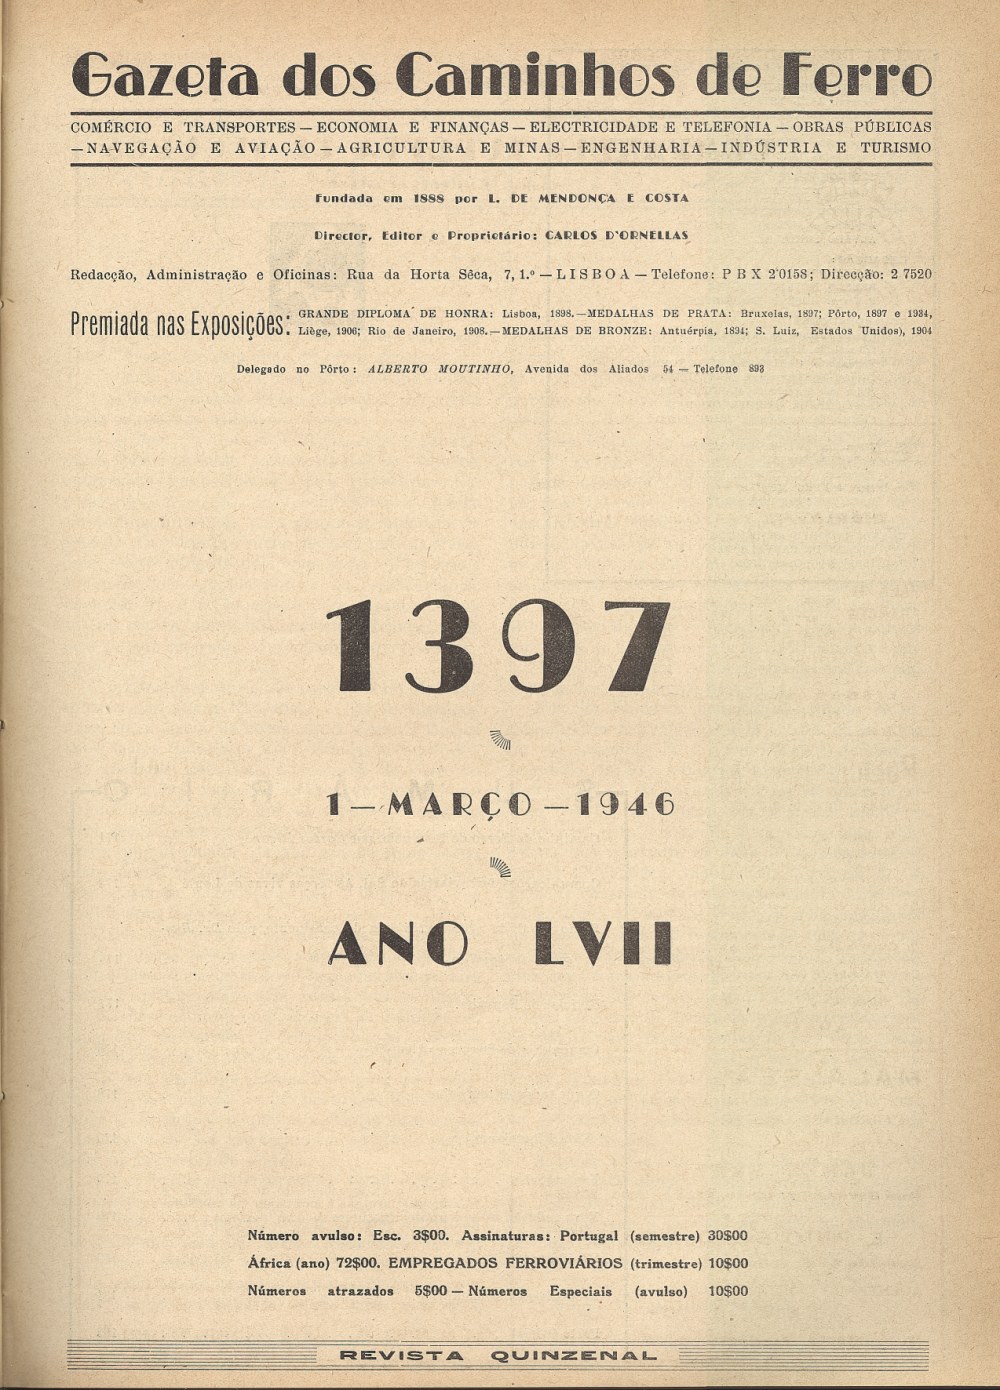 Gazeta dos Caminhos de Ferro
COMÉRCIO E TRANSPORTES — ECONOMIA E FINANÇAS — ELECTRICIDADE E TELEFONIA — OBRAS PÚBLICAS
— NAVEGAÇÃO E AVIAÇÃO — AGRICULTURA E MINAS — ENGENHARIA — INDÚSTRIA E TURISMO
Fundada em 1888 por L. DE MENDONÇA E COSTA
Director, Editor e Proprietário: CARLOS D'ORNELLAS
Redacção, Administração e Oficinas: Rua da Horta Sêca, 7, 1.º — LISBOA — Telefone: P B X 2 0158; Direcção: 2 7520
Premiada nas Exposições: GRANDE DIPLOMA DE HONRA: Lisboa, 1898. — MEDALHAS DE PRATA: Bruxelas, 1897; Pôrto, 1897 e 1934,
Liège, 1906; Rio de Janeiro, 1908. — MEDALHAS DE BRONZE: Antuérpia, 1894; S. Luiz, Estados Unidos), 1904
Delegado no Pôrto: ALBERTO MOUTINHO, Avenida dos Aliados 54 — Telefone 893
1397
1 — MARÇO — 1946
ANO LVII
Número avulso: Esc. 3$00. Assinaturas: Portugal (semestre) 30$00
África (ano) 72$00. EMPREGADOS FERROVIÁRIOS (trimestre) 10$00
Números atrazados 5$00 — Números Especiais (avulso) 10$00
REVISTA QUINZENAL